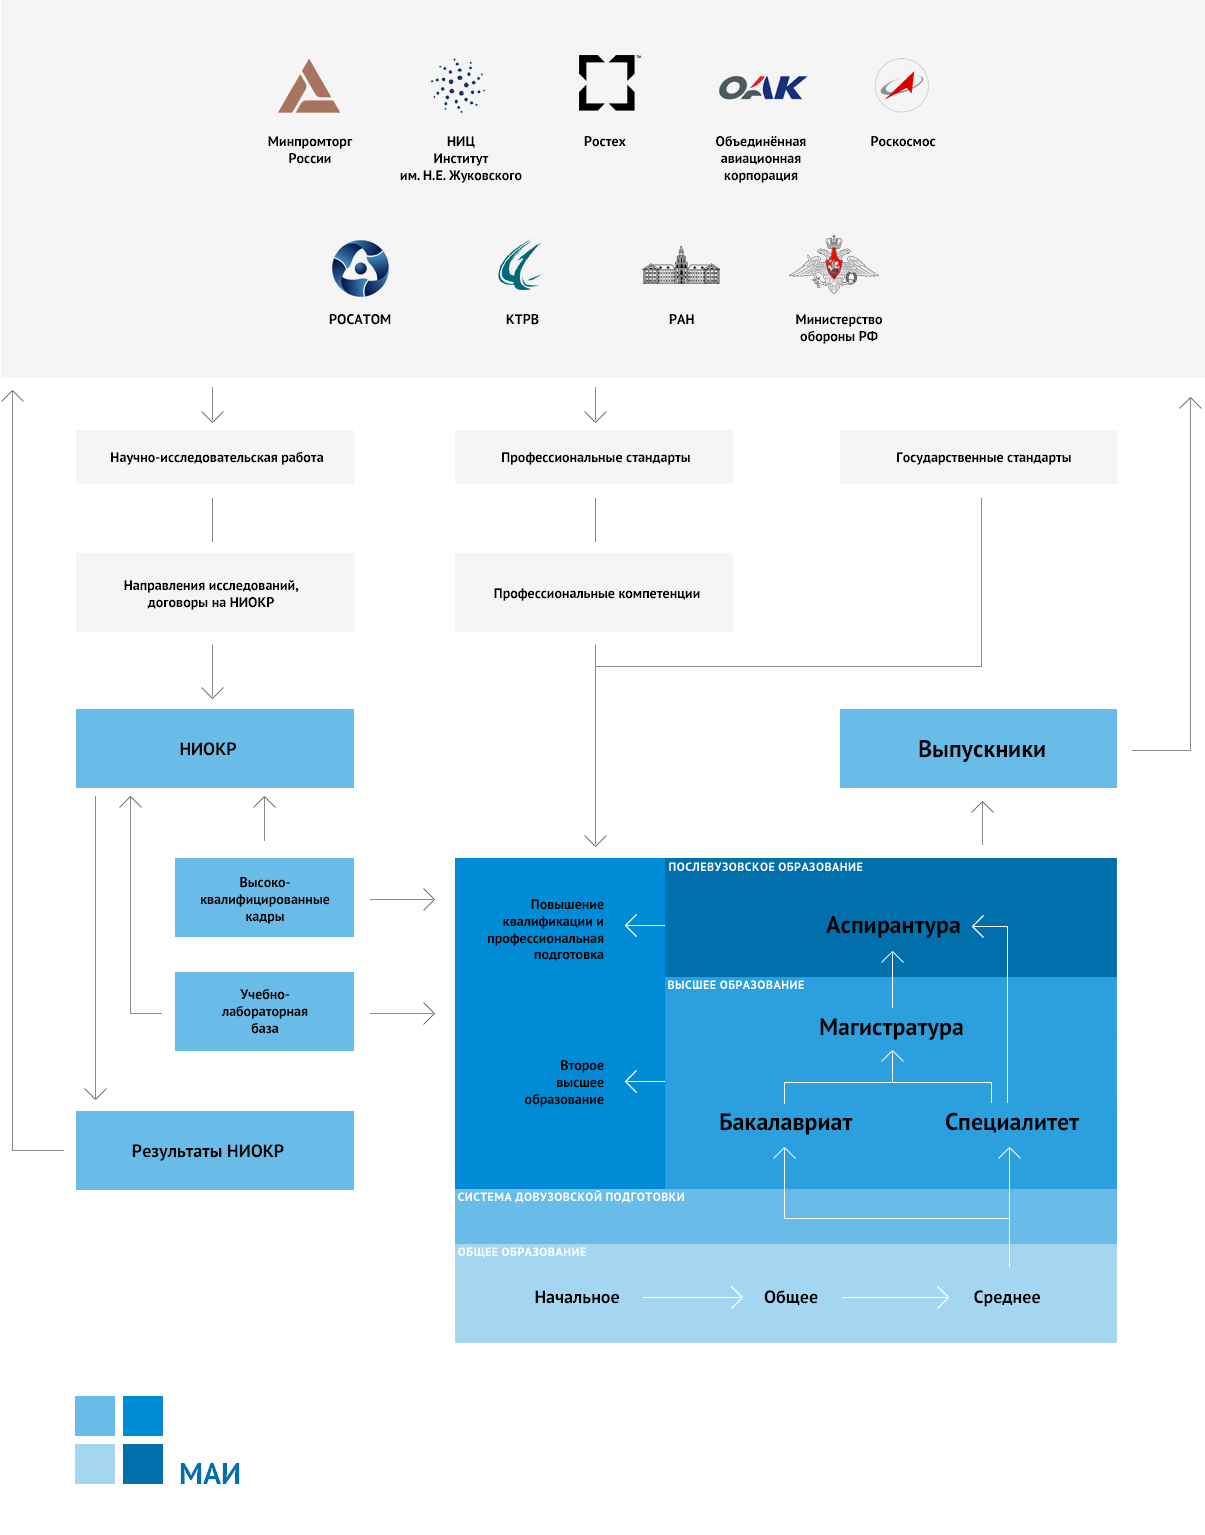 ™
ОАК
Минпромторг
России
НИЦ
Институт
им. Н.Е. Жуковского
Ростех
Объединённая
авиационная
корпорация
Роскосмос
РОСАТОМ
КТРВ
РАН
Министерство
обороны РФ
Научно-исследовательская работа
Профессиональные стандарты
Государственные стандарты
Направления исследований,
договоры на НИОКР
Профессиональные компетенции
НИОКР
Выпускники
Высоко-
квалифицированные
кадры
Учебно-
лабораторная
база
Результаты НИОКР
Повышение
квалификации и
профессиональная
подготовка
Второе
высшее
образование
ПОСЛЕВУЗОВСКОЕ ОБРАЗОВАНИЕ
Аспирантура
ВЫСШЕЕ ОБРАЗОВАНИЕ
Магистратура
Бакалавриат
Специалитет
СИСТЕМА ДОВУЗОВСКОЙ ПОДГОТОВКИ
ОБЩЕЕ ОБРАЗОВАНИЕ
Начальное
Общее
Среднее
МАИ